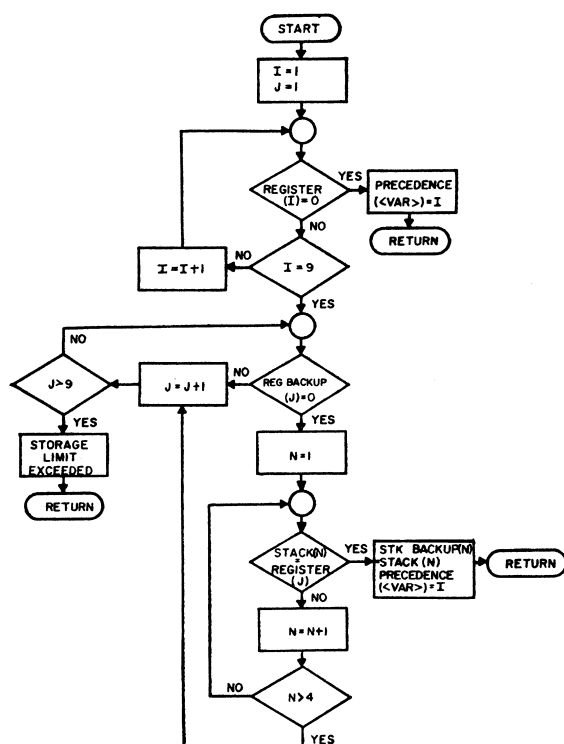 START
I = 1
J = 1
REGISTER
(I) = 0
YES
PRECEDENCE
(<VAR>) = I
RETURN
NO
I = 9
NO
I = I+1
YES
NO
J > 9
J = J+1
NO
REG BACKUP
(J) = 0
YES
STORAGE
LIMIT
EXCEEDED
RETURN
YES
N = 1
STACK(N)
=
REGISTER
(J)
YES
STK BACKUP(N)
STACK (N)
PRECEDENCE
(<VAR>) = I
RETURN
NO
N = N+1
NO
N > 4
YES